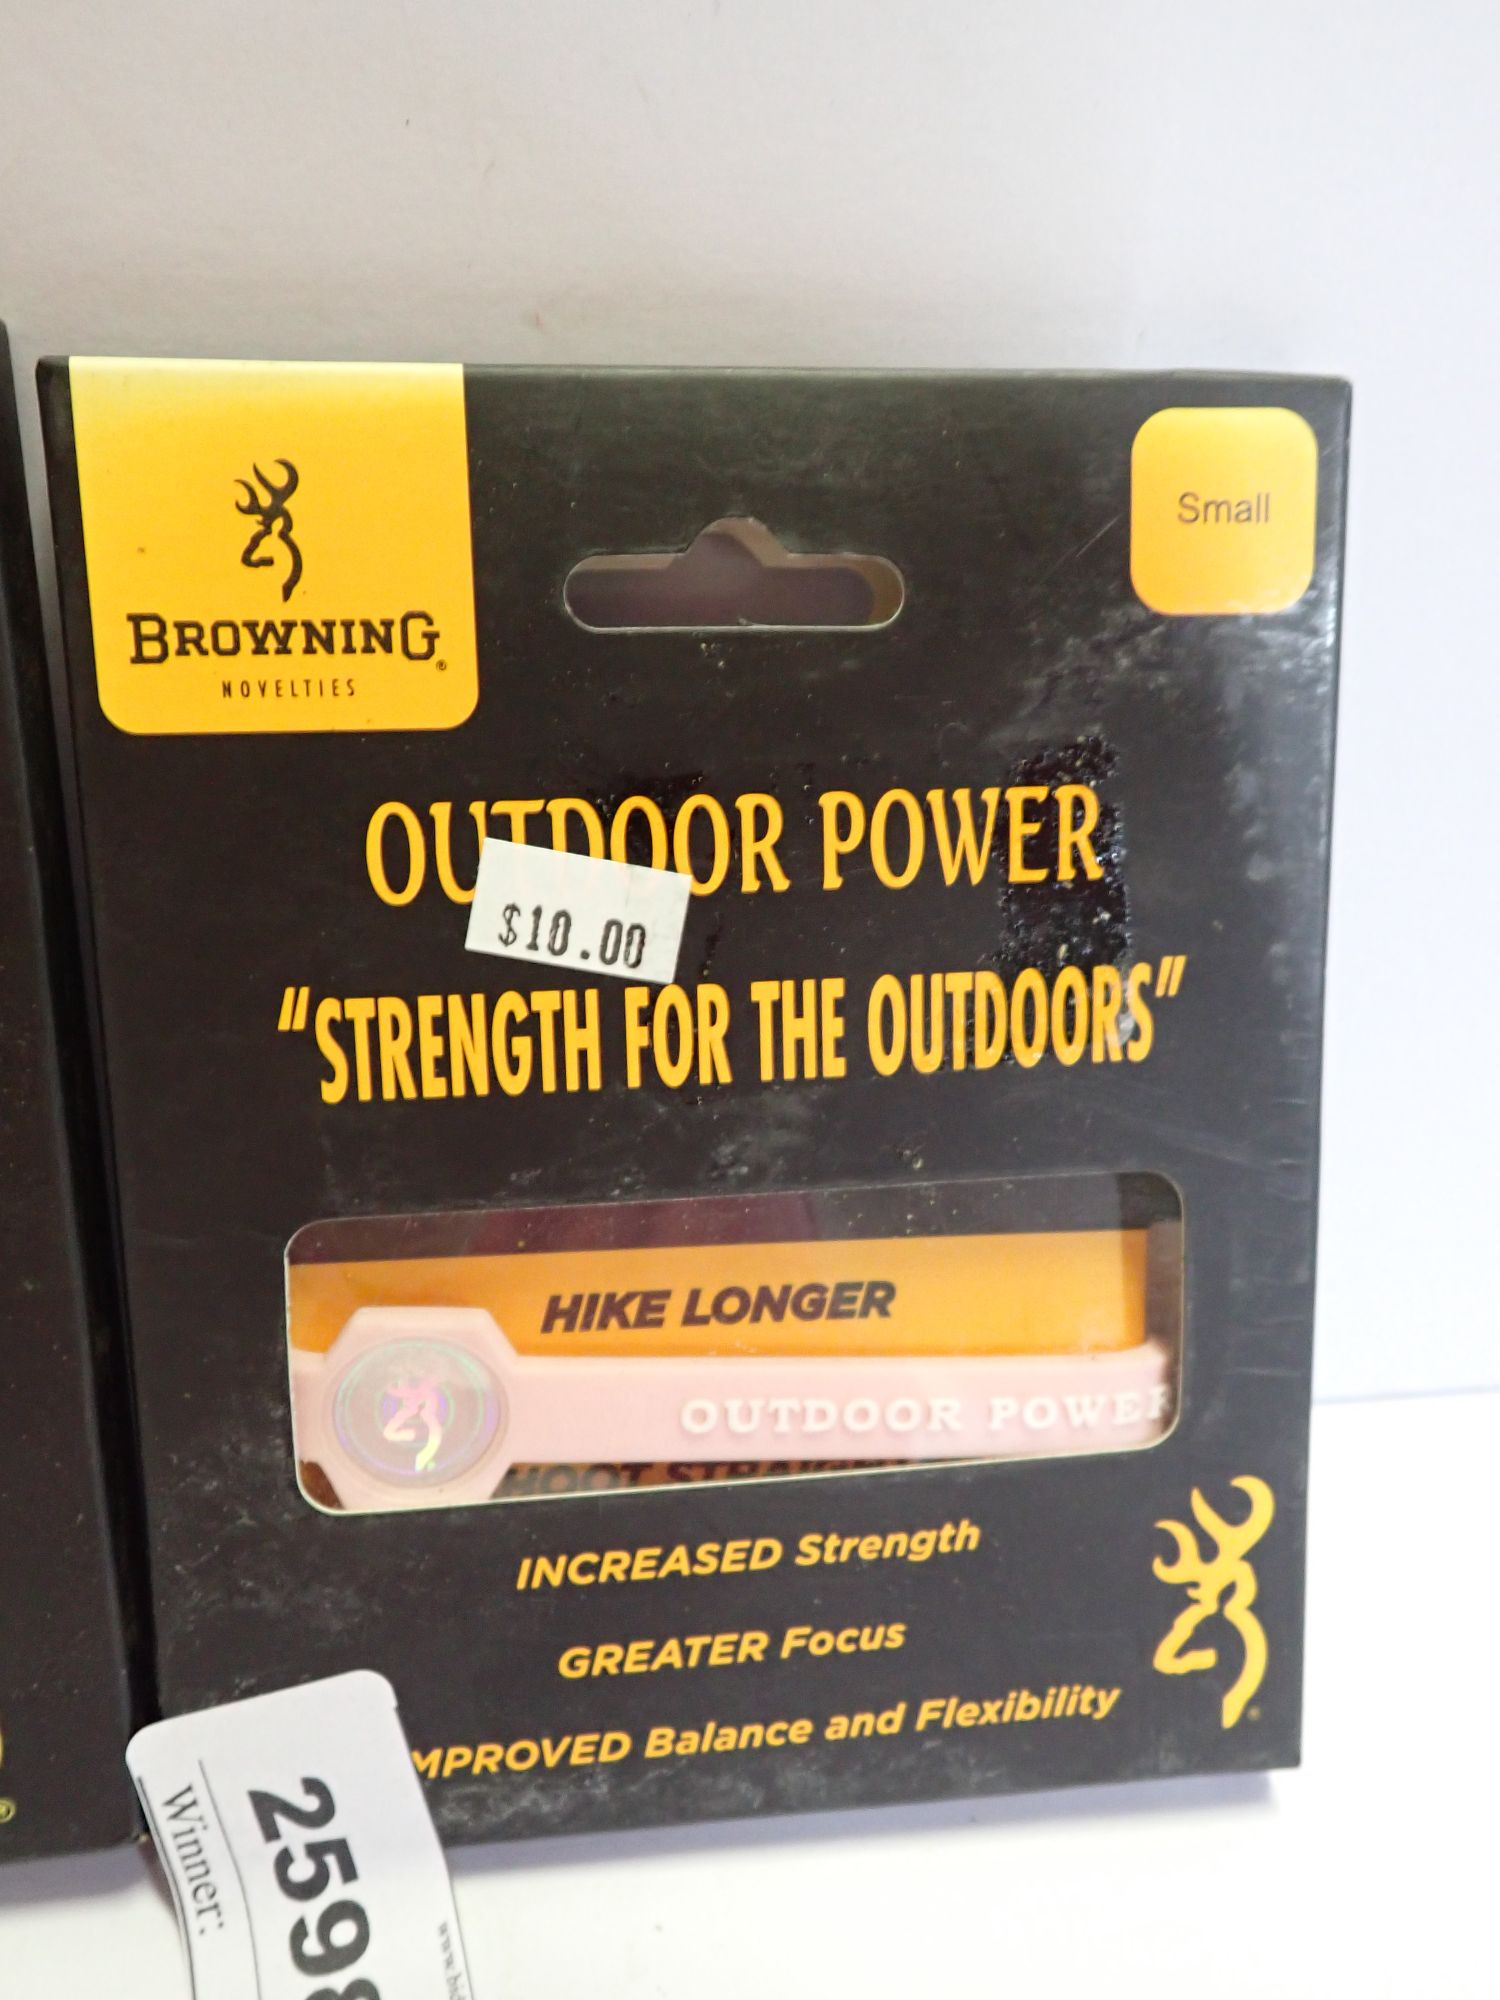 BROWNING®
NOVELTIES
Small
OUTDOOR POWER
$10.00
"STRENGTH FOR THE OUTDOORS"
HIKE LONGER
OUTDOOR POWER
INCREASED Strength
GREATER Focus
MPROVED Balance and Flexibility
Winner:
2598